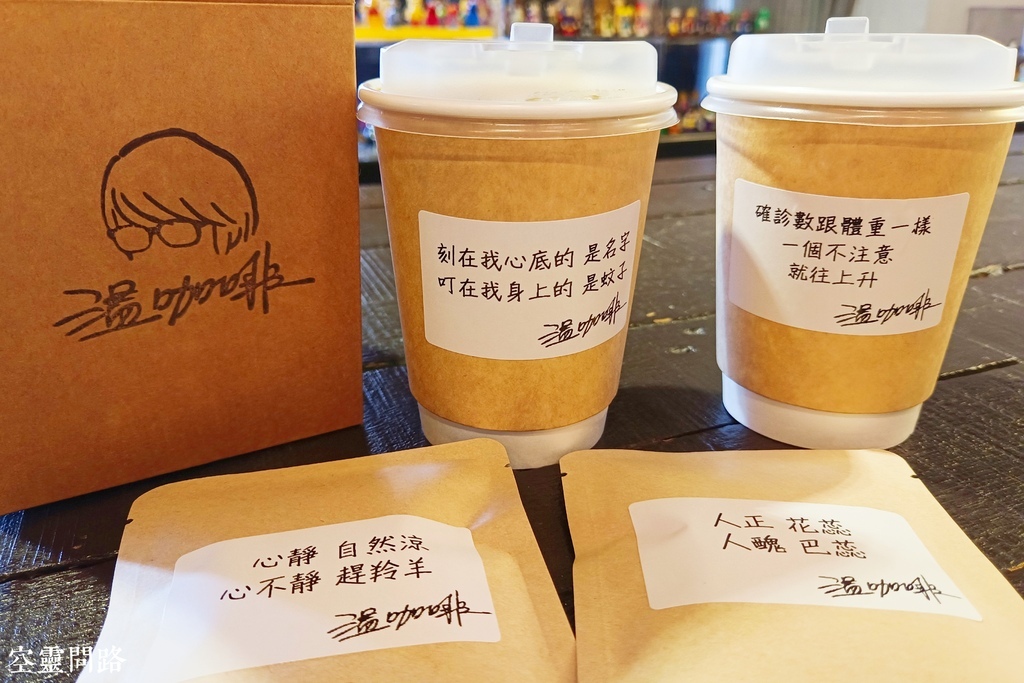 溫咖啡
刻在我心底的 是名字
叮在我身上的 是蚊子
溫咖啡
確診數跟體重一樣
一個不注意
就往上升
溫咖啡
心靜 自然涼
心不靜 趕羚羊
溫咖啡
人正 花蕊
人醜 巴蕊
溫咖啡
空靈問路